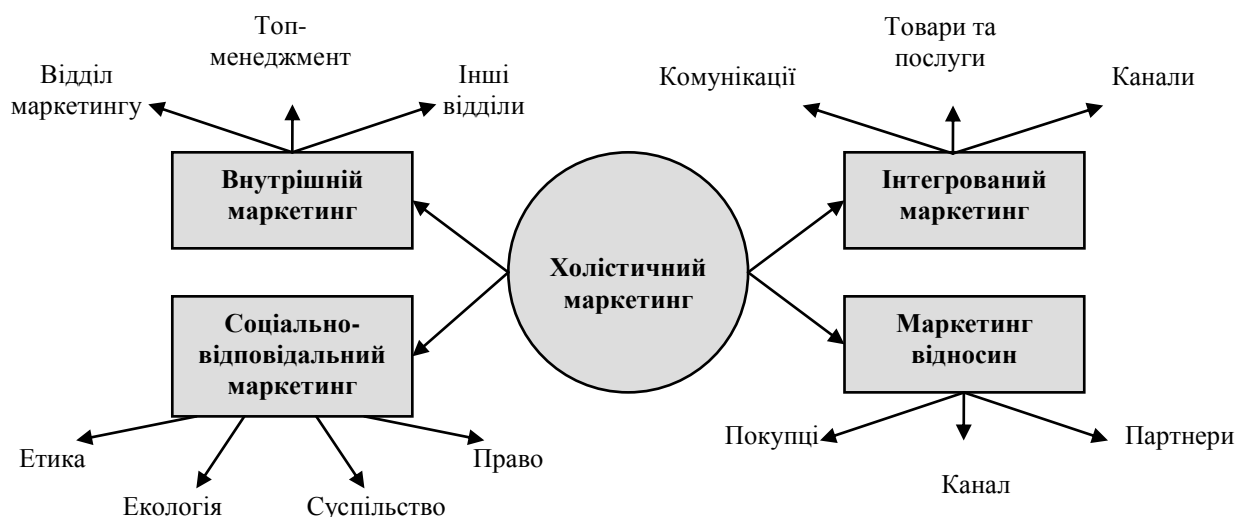 Топ-
менеджмент
Відділ
маркетингу
Інші
відділи
Внутрішній
маркетинг
Товари та
послуги
Комунікації
Канали
Інтегрований
маркетинг
Холістичний
маркетинг
Соціально-
відповідальний
маркетинг
Етика
Екологія
Суспільство
Право
Маркетинг
відносин
Покупці
Канал
Партнери